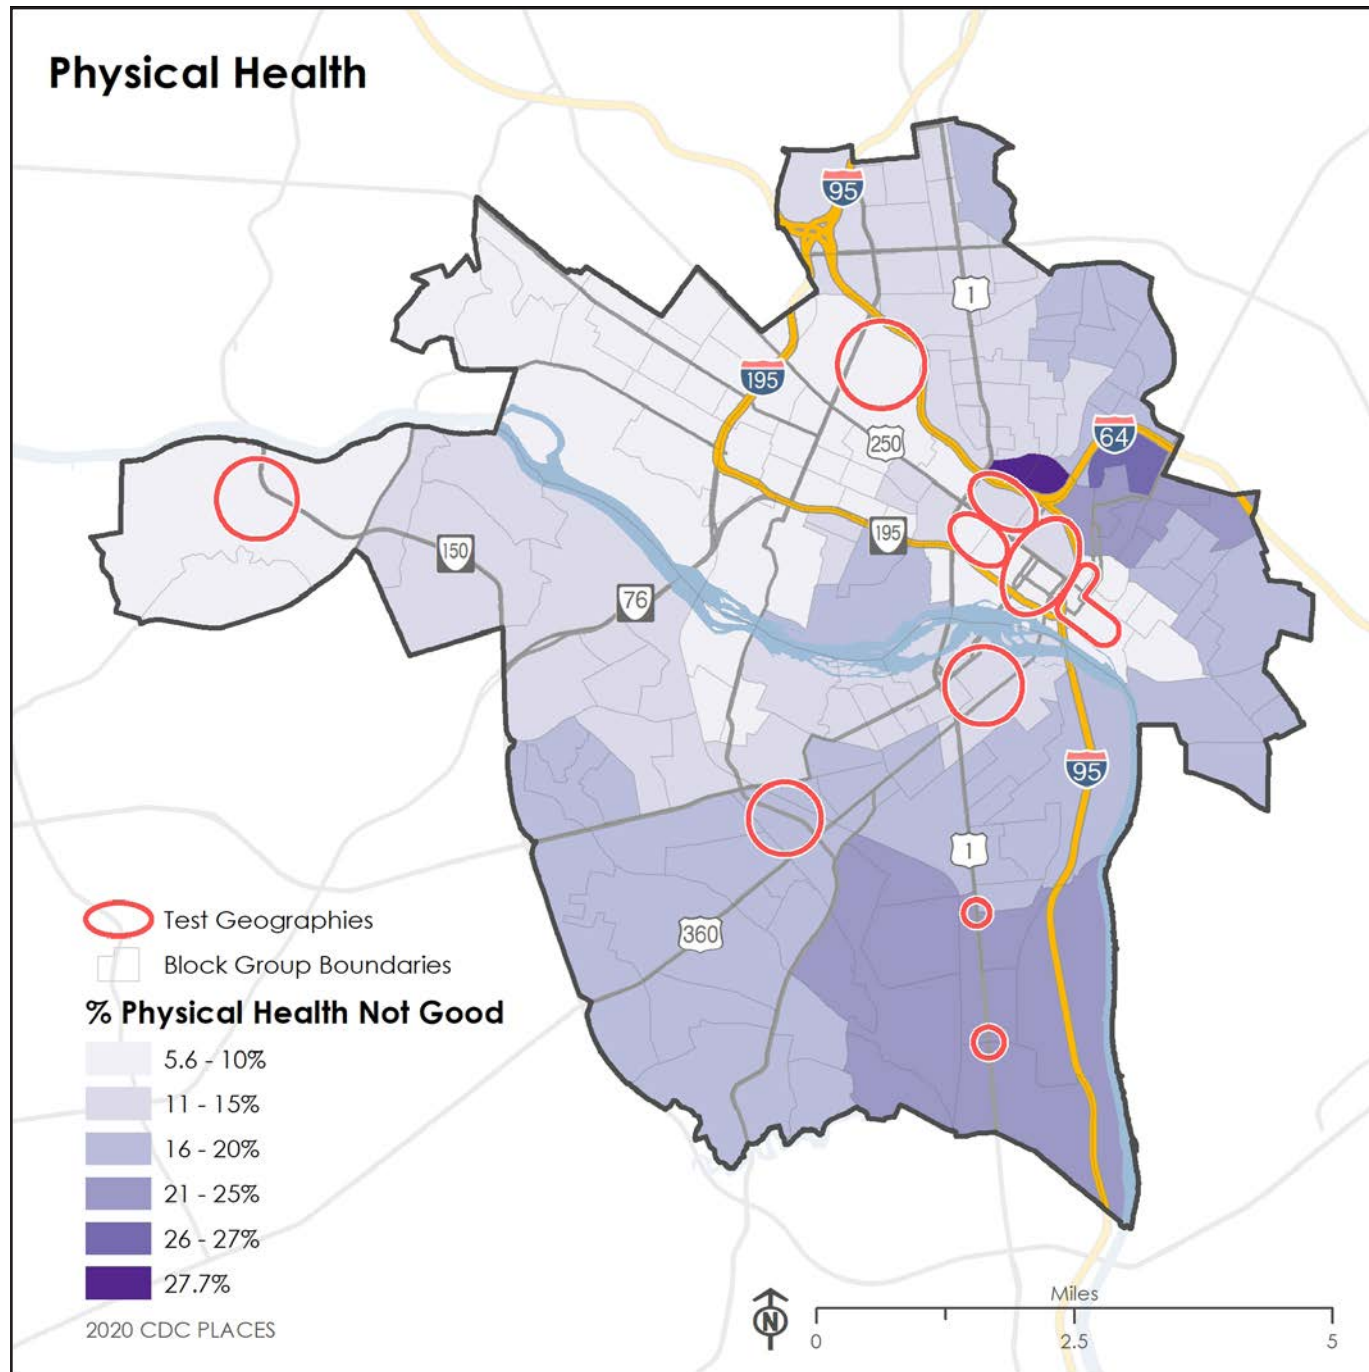 Physical Health
95
1
195
250
64
195
150
76
95
1
360
Test Geographies
Block Group Boundaries
% Physical Health Not Good
5.6 - 10%
11 - 15%
16 - 20%
21 - 25%
26 - 27%
27.7%
2020 CDC PLACES
N
Miles
0
2.5
5